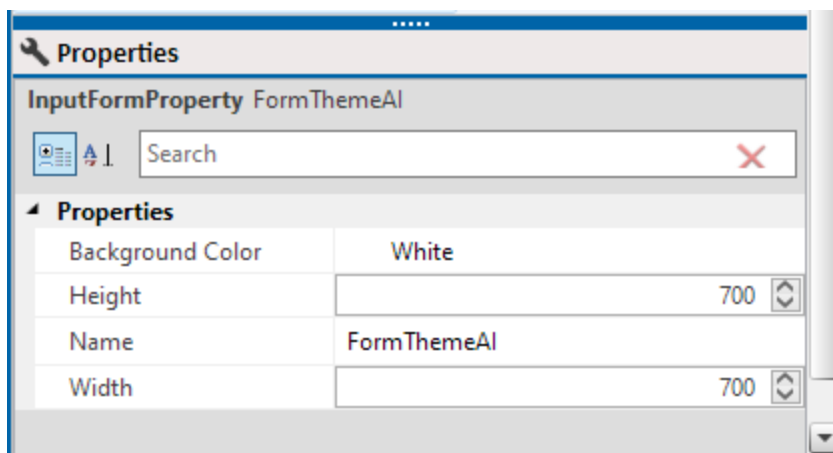 Properties
InputFormProperty FormThemeAI
Search
Properties
Background Color White
Height 700
Name FormThemeAI
Width 700